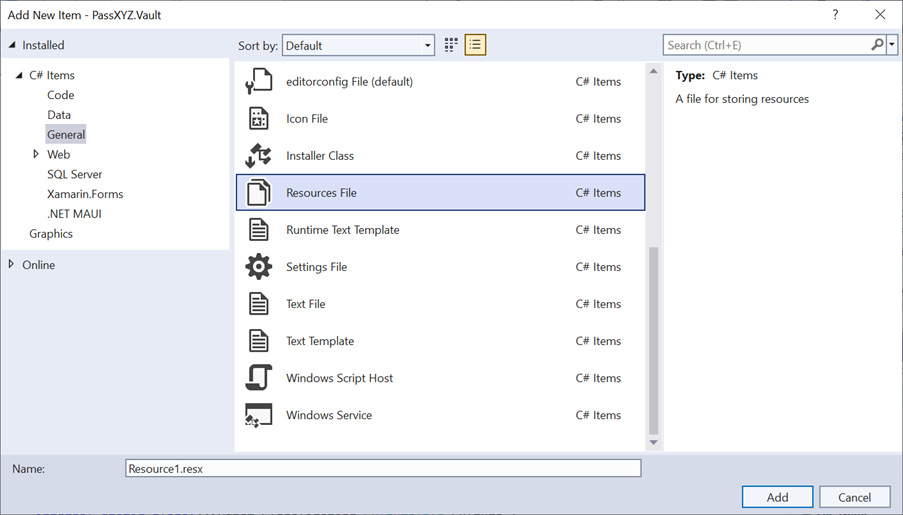 Add New Item - PassXYZ.Vault
?
Installed
Sort by: Default
Search (Ctrl+E)
C# Items
Code
Data
General
Web
SQL Server
Xamarin.Forms
.NET MAUI
Graphics
Online
editorconfig File (default) C# Items
Icon File C# Items
Installer Class C# Items
Resources File C# Items
Runtime Text Template C# Items
Settings File C# Items
Text File C# Items
Text Template C# Items
Windows Script Host C# Items
Windows Service C# Items
Type: C# Items
A file for storing resources
Name: Resource1.resx
Add Cancel